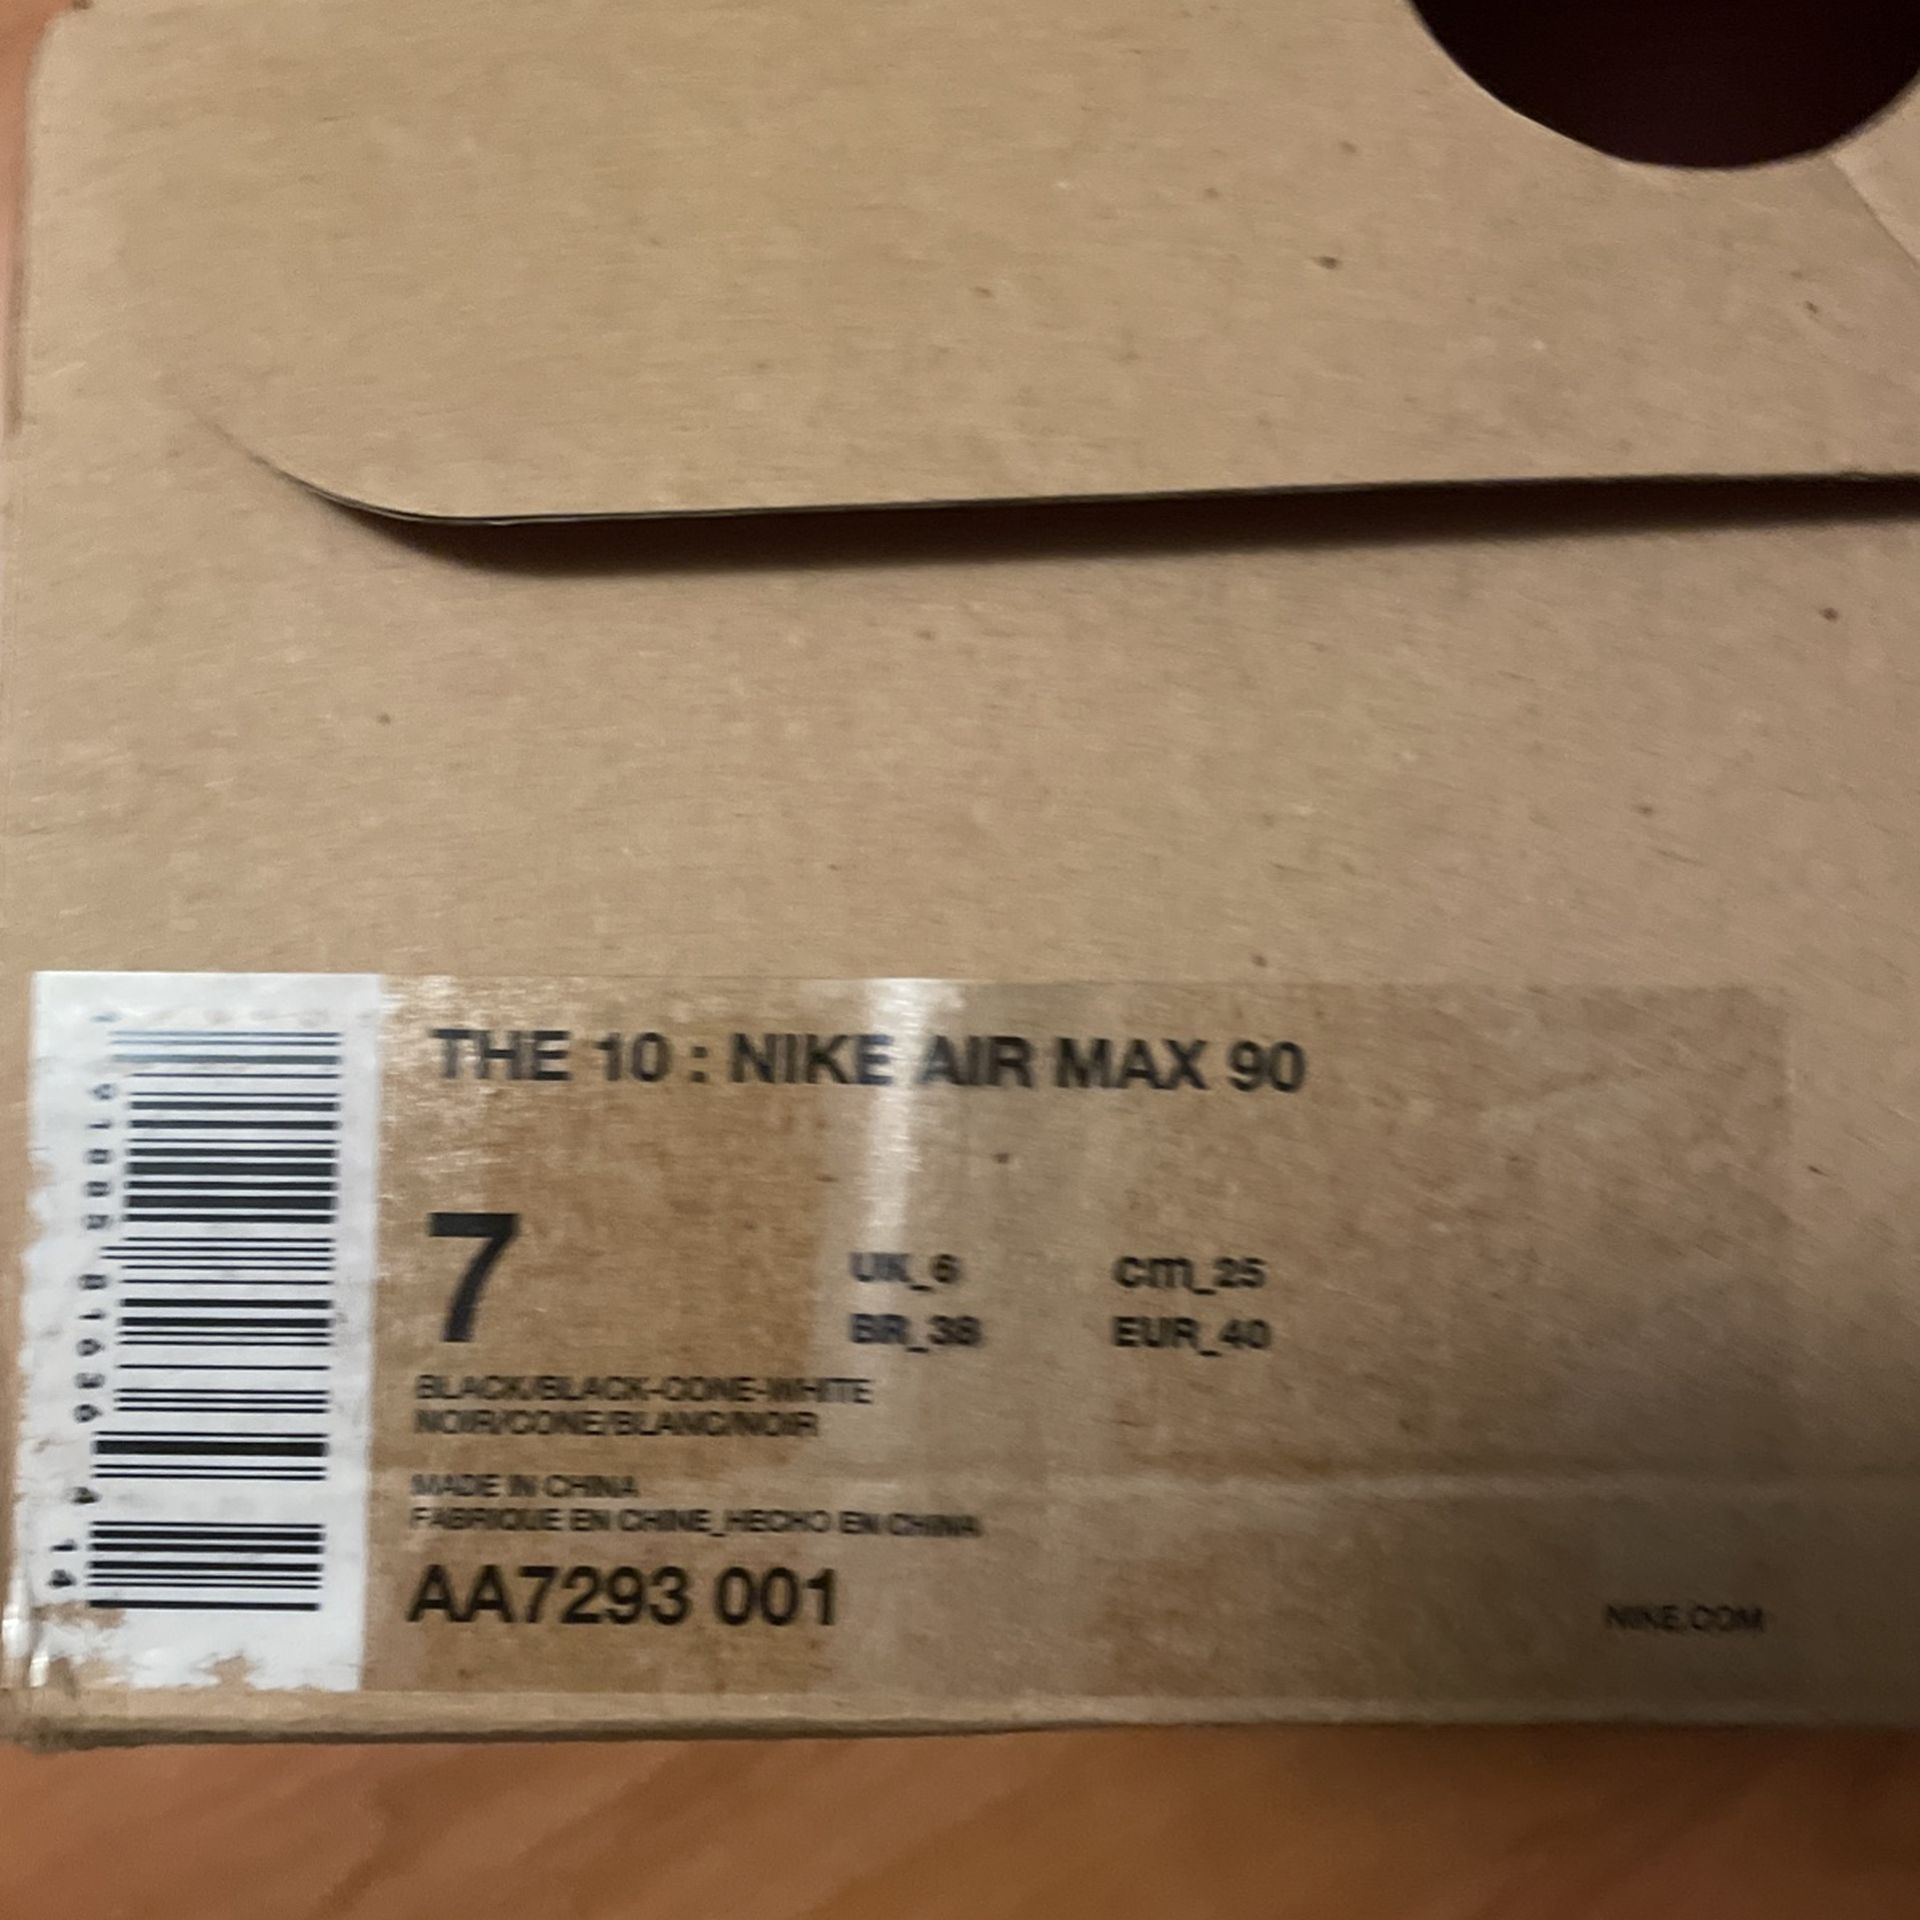 THE 10 : NIKE AIR MAX 90
7
UK_6
cm_25
BR_38
EUR_40
BLACK/BLACK-CONE-WHITE
NOIR/CONE/BLANC/NOIR
MADE IN CHINA
FABRIQUE EN CHINE_HECHO EN CHINA
AA7293 001
NIKE.COM